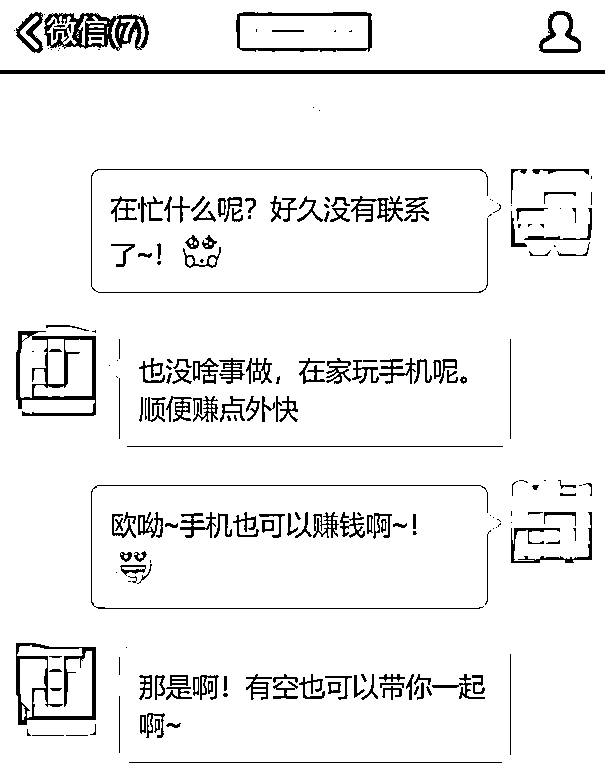 微信(7)
在忙什么呢？好久没有联系
了~！
也没啥事做，在家玩手机呢。
顺便赚点外快
欧呦~手机也可以赚钱啊~！
那是啊！有空也可以带你一起
啊~